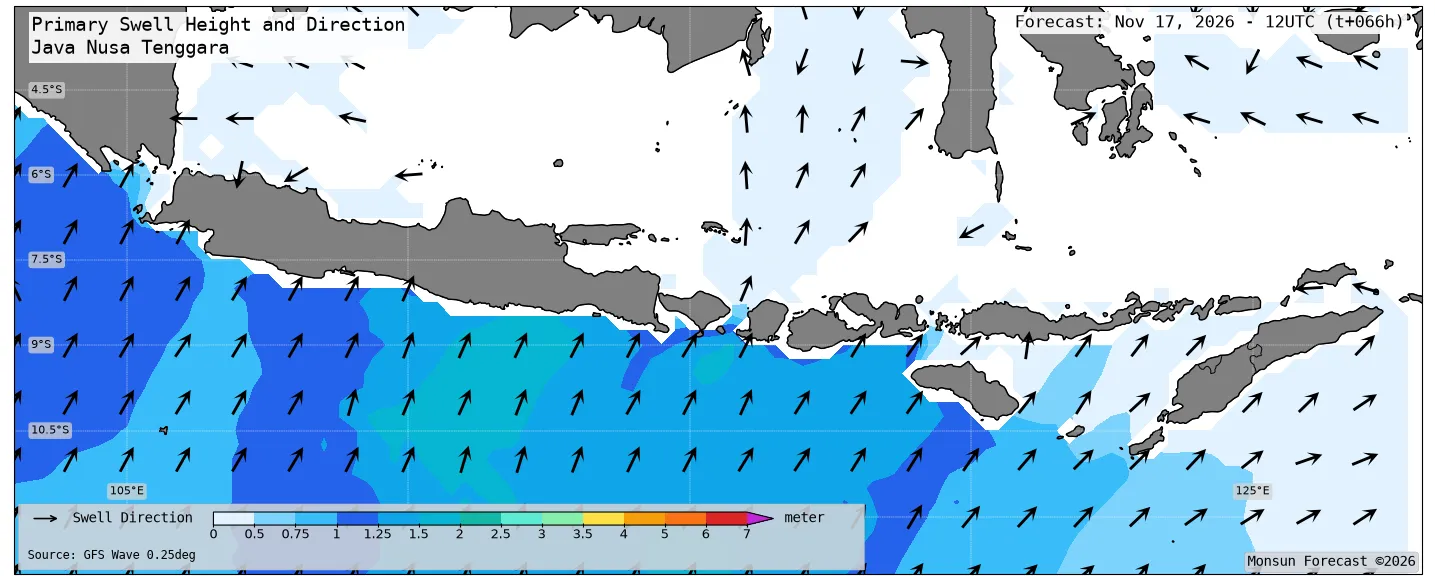 Primary Swell Height and Direction
Java Nusa Tenggara
Forecast: Nov 17, 2026 - 12UTC (t+066h)
4.5°S
6°S
7.5°S
9°S
10.5°S
105°E
125°E
Swell Direction
meter
0 0.5 0.75 1 1.25 1.5 2 2.5 3 3.5 4 5 6 7
Source: GFS Wave 0.25deg
Monsun Forecast ©2026